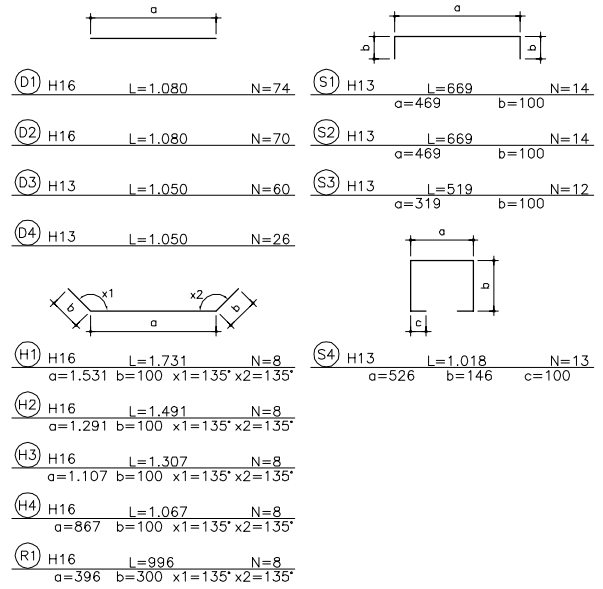 a
D1 H16 L=1.080 N=74
D2 H16 L=1.080 N=70
D3 H13 L=1.050 N=60
D4 H13 L=1.050 N=26
x1 x2
b a b
H1 H16 L=1.731 N=8
a=1.531 b=100 x1=135° x2=135°
H2 H16 L=1.491 N=8
a=1.291 b=100 x1=135° x2=135°
H3 H16 L=1.307 N=8
a=1.107 b=100 x1=135° x2=135°
H4 H16 L=1.067 N=8
a=867 b=100 x1=135° x2=135°
R1 H16 L=996 N=8
a=396 b=300 x1=135° x2=135°
a
b b
S1 H13 L=669 N=14
a=469 b=100
S2 H13 L=669 N=14
a=469 b=100
S3 H13 L=519 N=12
a=319 b=100
a
b
c
S4 H13 L=1.018 N=13
a=526 b=146 c=100